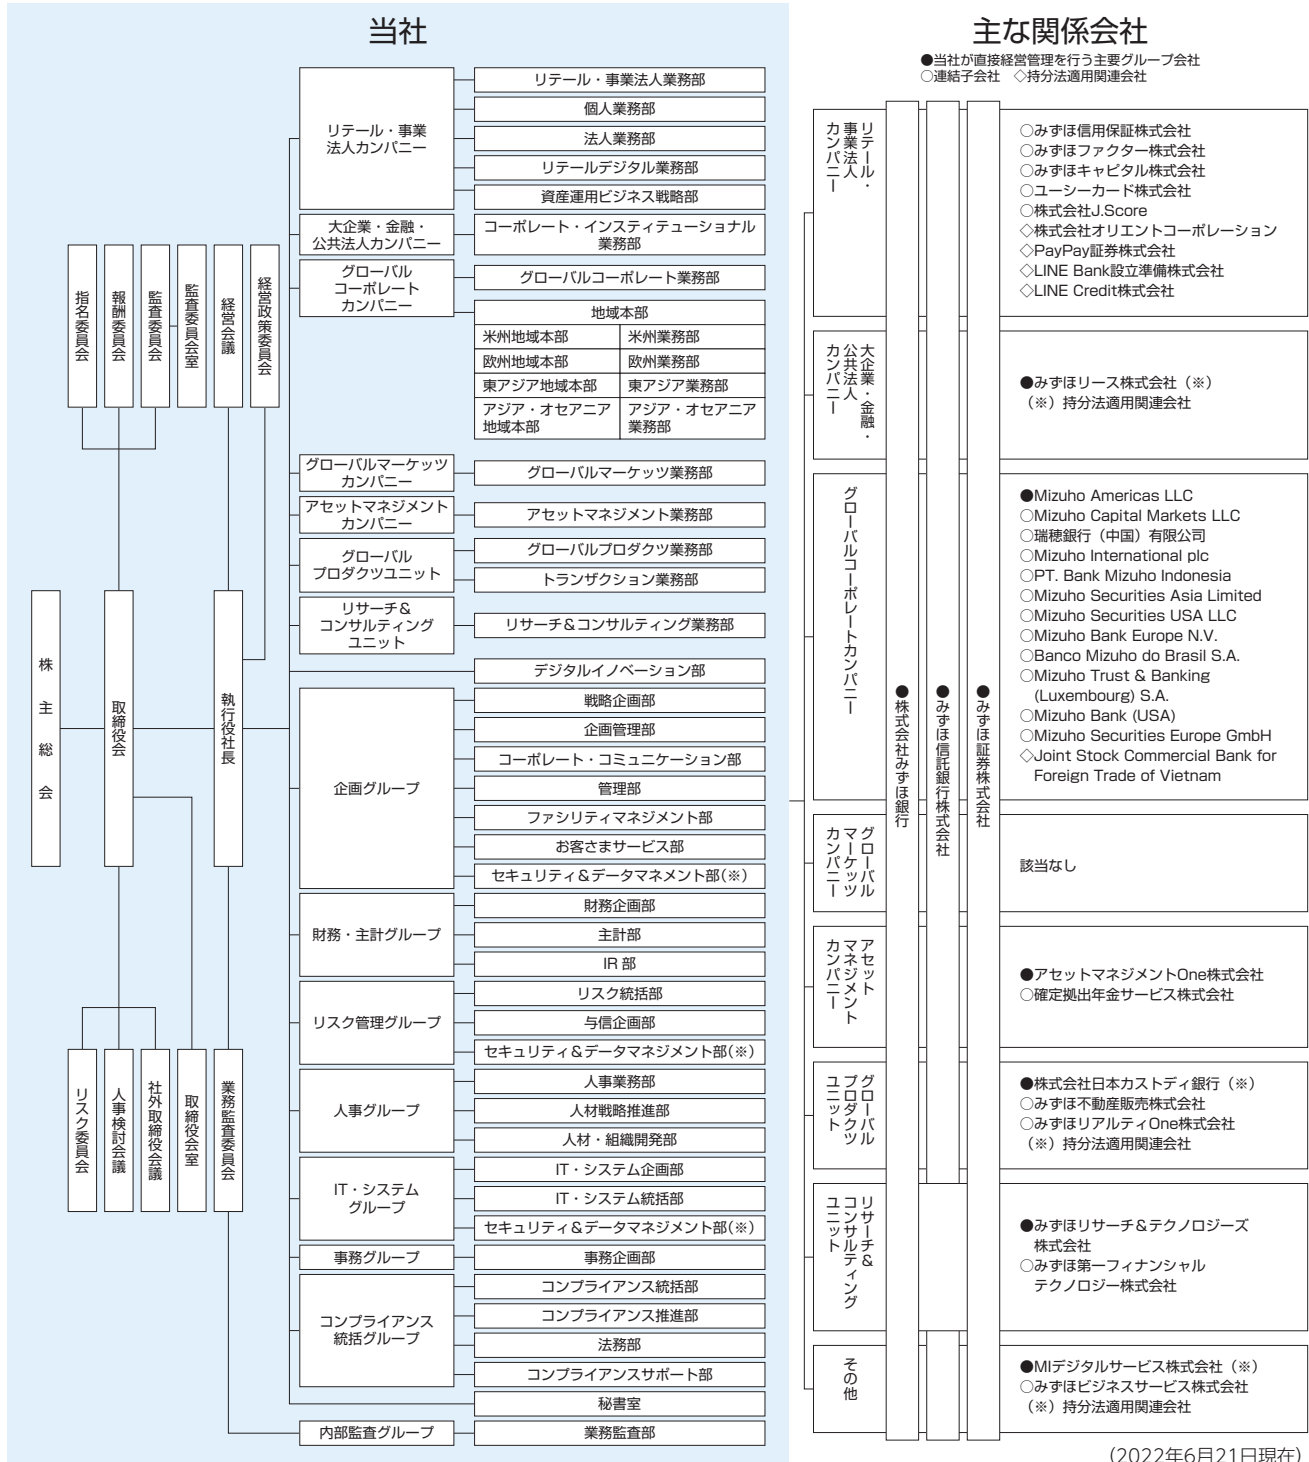 当社
主な関係会社
●当社が直接経営管理を行う主要グループ会社
○連結子会社　◇持分法適用関連会社
指名委員会
報酬委員会
監査委員会
監査委員会室
経営会議
経営政策委員会
株主総会
取締役会
執行役社長
リスク委員会
人事検討会議
社外取締役会議
取締役会室
業務監査委員会
リテール・事業
法人カンパニー
リテール・事業法人業務部
個人業務部
法人業務部
リテールデジタル業務部
資産運用ビジネス戦略部
大企業・金融・
公共法人カンパニー
コーポレート・インスティテューショナル
業務部
グローバル
コーポレート
カンパニー
グローバルコーポレート業務部
地域本部
米州地域本部
米州業務部
欧州地域本部
欧州業務部
東アジア地域本部
東アジア業務部
アジア・オセアニア
地域本部
アジア・オセアニア
業務部
グローバルマーケッツ
カンパニー
グローバルマーケッツ業務部
アセットマネジメント
カンパニー
アセットマネジメント業務部
グローバル
プロダクツユニット
グローバルプロダクツ業務部
トランザクション業務部
リサーチ&
コンサルティング
ユニット
リサーチ&コンサルティング業務部
デジタルイノベーション部
企画グループ
戦略企画部
企画管理部
コーポレート・コミュニケーション部
管理部
ファシリティマネジメント部
お客さまサービス部
セキュリティ&データマネメント部(※)
財務・主計グループ
財務企画部
主計部
IR 部
リスク管理グループ
リスク統括部
与信企画部
セキュリティ&データマネジメント部(※)
人事グループ
人事業務部
人材戦略推進部
人材・組織開発部
IT・システム
グループ
IT・システム企画部
IT・システム統括部
セキュリティ&データマネジメント部(※)
事務グループ
事務企画部
コンプライアンス
統括グループ
コンプライアンス統括部
コンプライアンス推進部
法務部
コンプライアンスサポート部
秘書室
内部監査グループ
業務監査部
●株式会社みずほ銀行
●みずほ信託銀行株式会社
●みずほ証券株式会社
リテール・
事業法人
カンパニー
○みずほ信用保証株式会社
○みずほファクター株式会社
○みずほキャピタル株式会社
○ユーシーカード株式会社
○株式会社J.Score
◇株式会社オリエントコーポレーション
◇PayPay証券株式会社
◇LINE Bank設立準備株式会社
◇LINE Credit株式会社
大企業・金融・
公共法人
カンパニー
●みずほリース株式会社（※）
（※）持分法適用関連会社
グローバルコーポレートカンパニー
●Mizuho Americas LLC
○Mizuho Capital Markets LLC
○瑞穂銀行（中国）有限公司
○Mizuho International plc
○PT. Bank Mizuho Indonesia
○Mizuho Securities Asia Limited
○Mizuho Securities USA LLC
○Mizuho Bank Europe N.V.
○Banco Mizuho do Brasil S.A.
○Mizuho Trust & Banking
(Luxembourg) S.A.
○Mizuho Bank (USA)
○Mizuho Securities Europe GmbH
◇Joint Stock Commercial Bank for
Foreign Trade of Vietnam
グローバル
マーケッツ
カンパニー
該当なし
アセット
マネジメント
カンパニー
●アセットマネジメントOne株式会社
○確定拠出年金サービス株式会社
グローバル
プロダクツ
ユニット
●株式会社日本カストディ銀行（※）
○みずほ不動産販売株式会社
○みずほリアルティOne株式会社
（※）持分法適用関連会社
リサーチ&
コンサルティング
ユニット
●みずほリサーチ&テクノロジーズ
株式会社
○みずほ第一フィナンシャル
テクノロジー株式会社
その他
●MIデジタルサービス株式会社（※）
○みずほビジネスサービス株式会社
（※）持分法適用関連会社
(2022年6月21日現在)